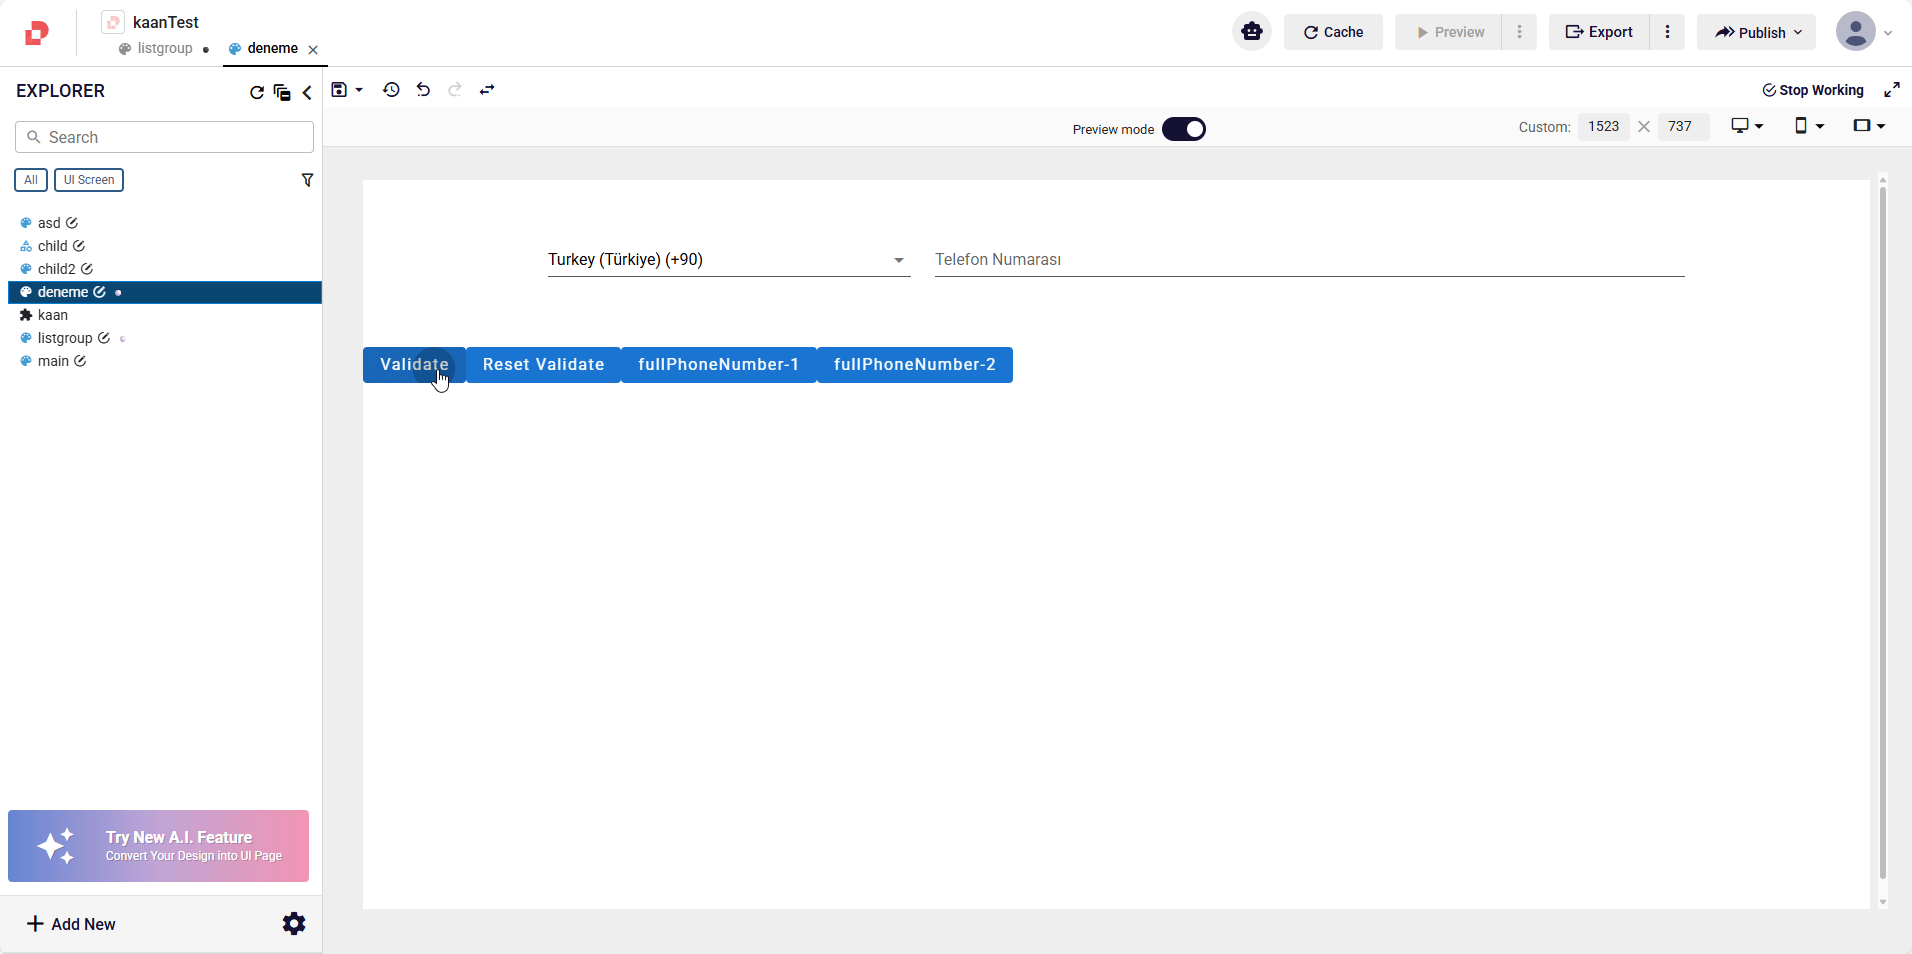 kaanTest
listgroup
deneme
Cache
Preview
Export
Publish
EXPLORER
Stop Working
Search
Preview mode
Custom: 1523 737
All
UI Screen
asd
child
child2
deneme
kaan
listgroup
main
Turkey (Türkiye) (+90)
Telefon Numarası
Validate
Reset Validate
fullPhoneNumber-1
fullPhoneNumber-2
Try New A.I. Feature
Convert Your Design into UI Page
Add New